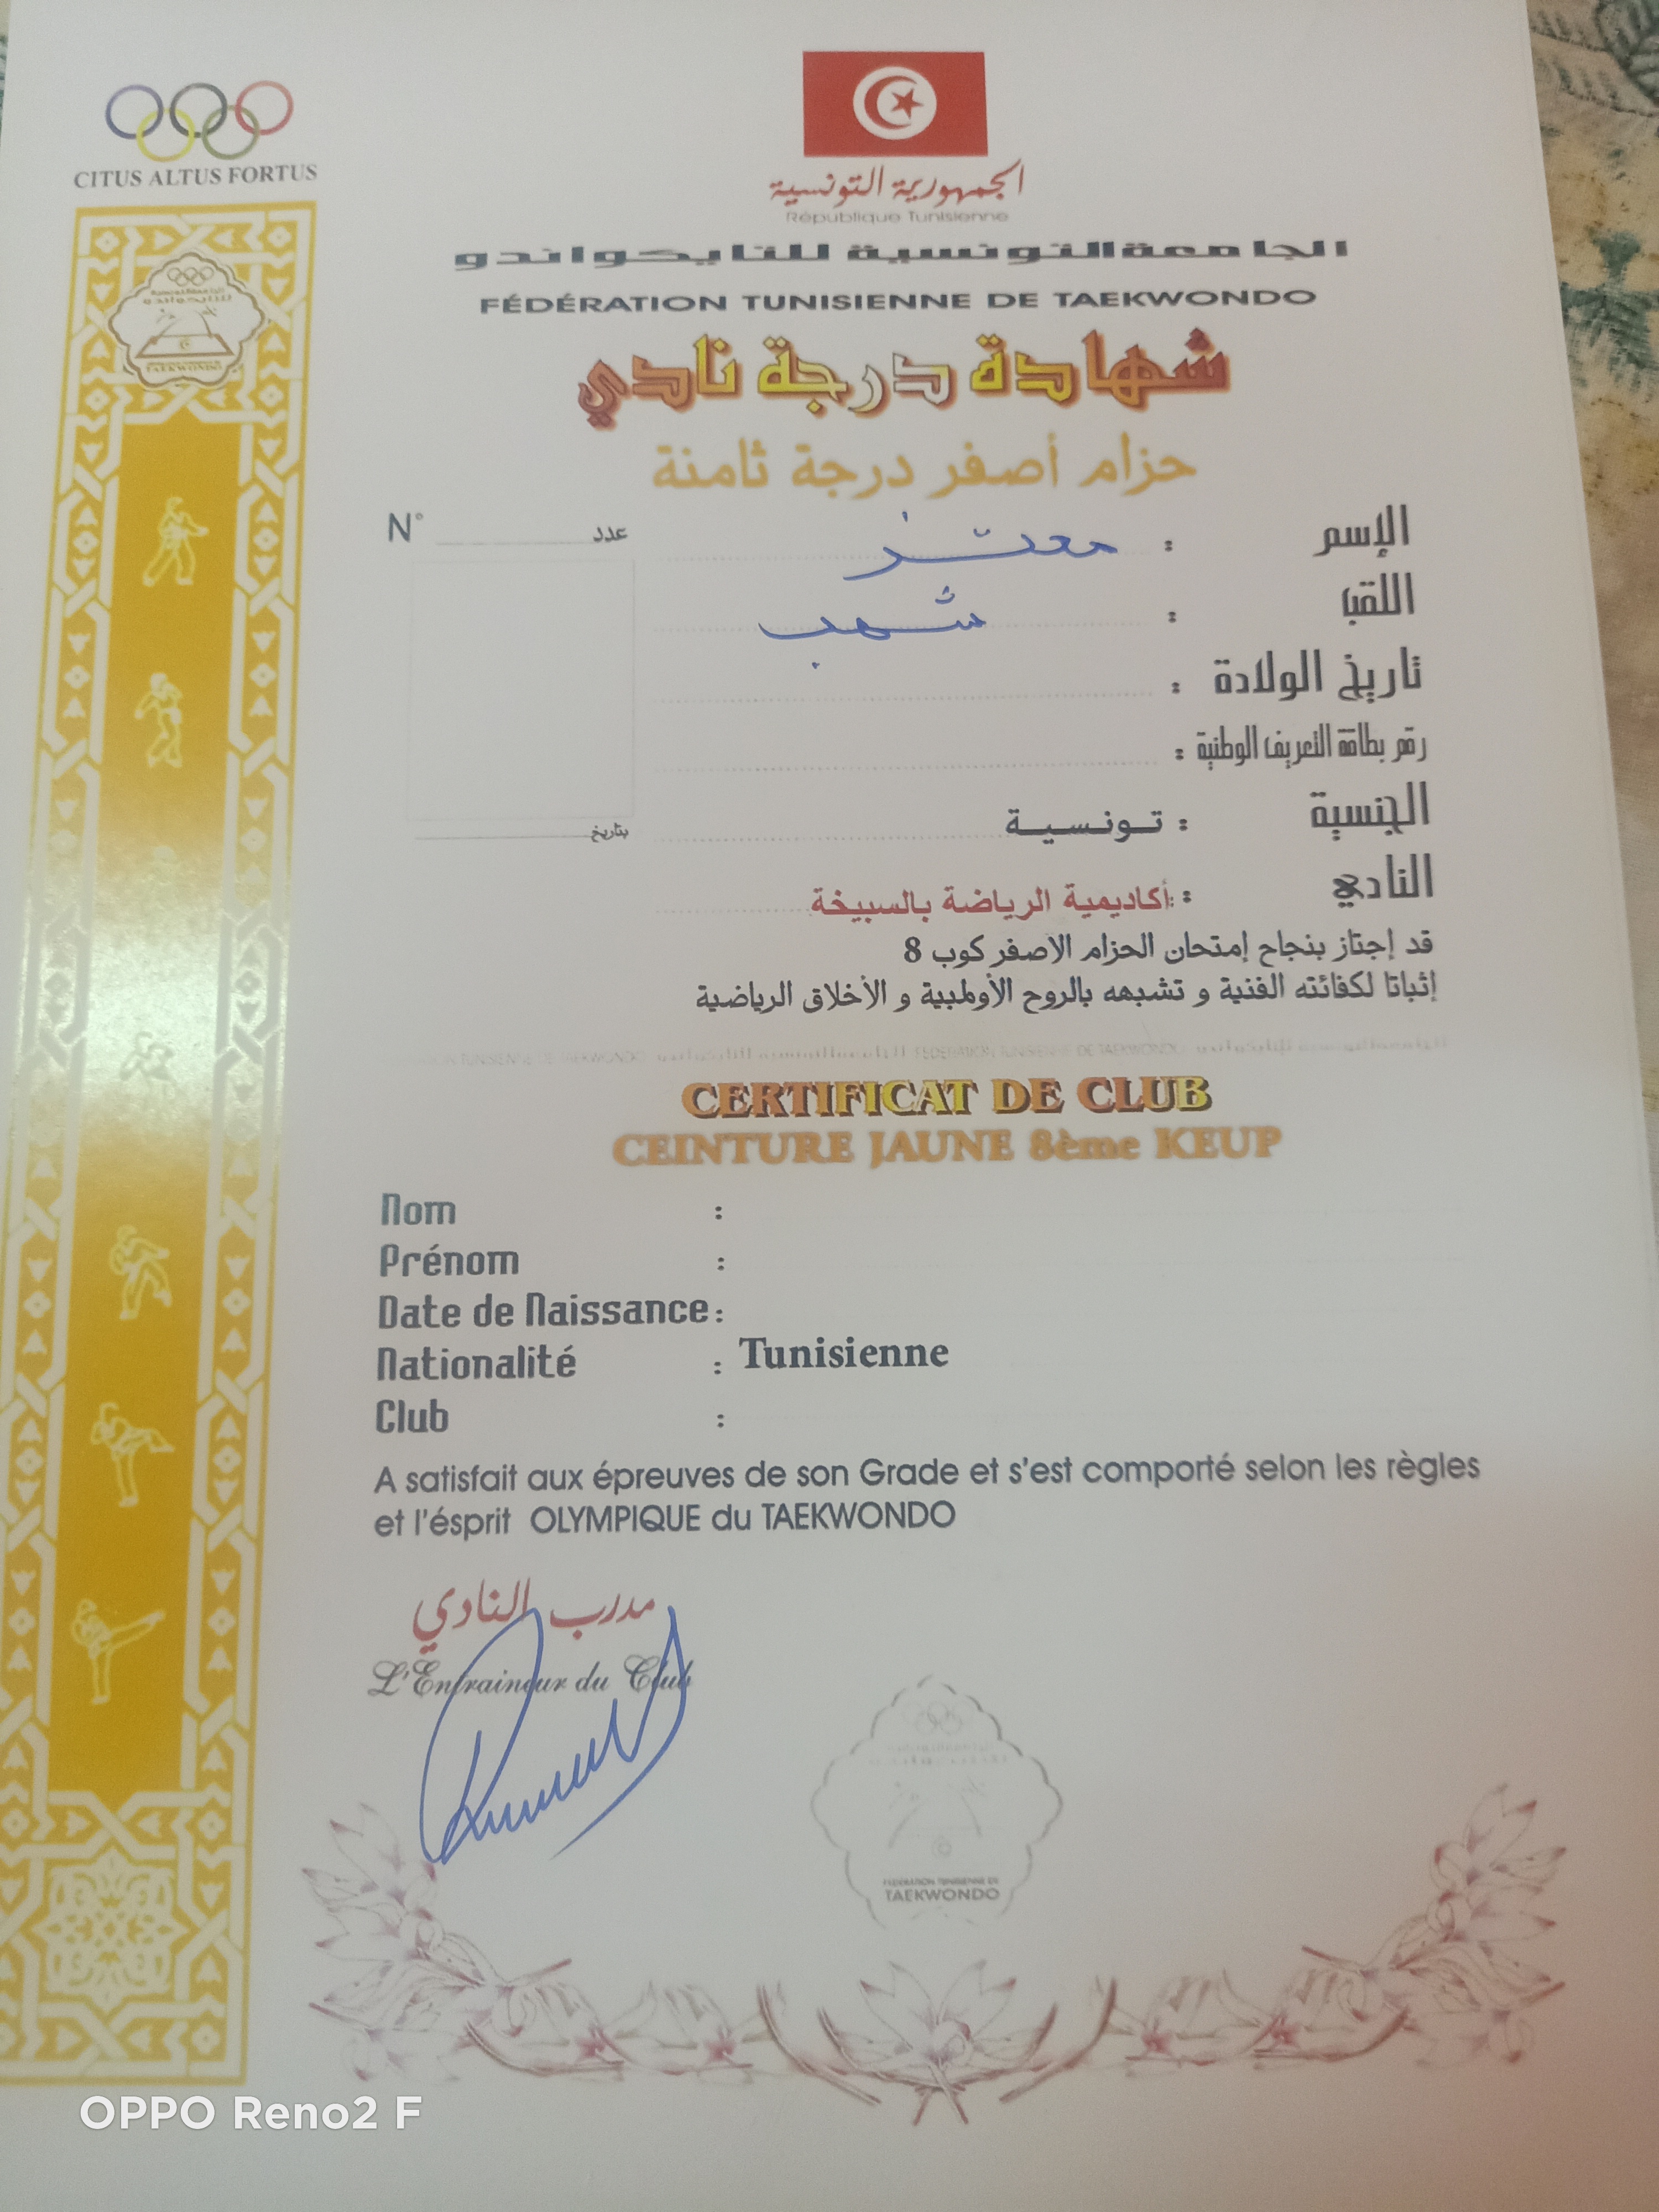 CITUS ALTUS FORTUS
الجمهورية التونسية
République Tunisienne
الجامعة التونسية للتايكواندو
FÉDÉRATION TUNISIENNE DE TAEKWONDO
شهادة درجة نادي
حزام أصفر درجة ثامنة
N° عدد
الإسم : معتز
اللقب : شهب
تاريخ الولادة :
رقم بطاقة التعريف الوطنية :
الجنسية : تونسية
بتاريخ
النادي : أكاديمية الرياضة بالسبيخة
قد إجتاز بنجاح إمتحان الحزام الاصفر كوب 8
إثباتا لكفائته الفنية و تشبهه بالروح الأولمبية و الأخلاق الرياضية
CERTIFICAT DE CLUB
CEINTURE JAUNE 8ème KEUP
Nom :
Prénom :
Date de Naissance :
Nationalité : Tunisienne
Club :
A satisfait aux épreuves de son Grade et s'est comporté selon les règles
et l'ésprit OLYMPIQUE du TAEKWONDO
مدرب النادي
L'Entraineur du Club
FEDERATION TUNISIENNE DE
TAEKWONDO
OPPO Reno2 F